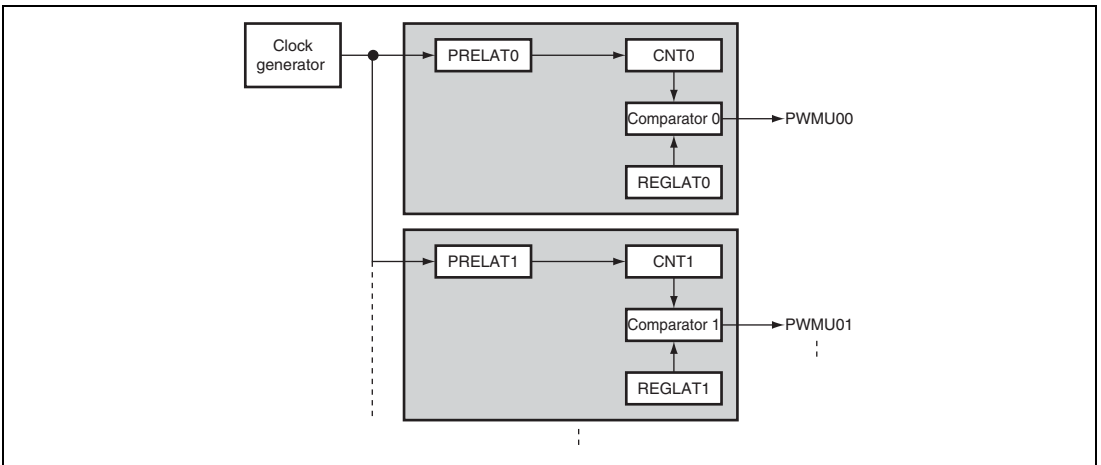 Clock
generator
PRELAT0
CNT0
Comparator 0
PWMU00
REGLAT0
PRELAT1
CNT1
Comparator 1
PWMU01
REGLAT1